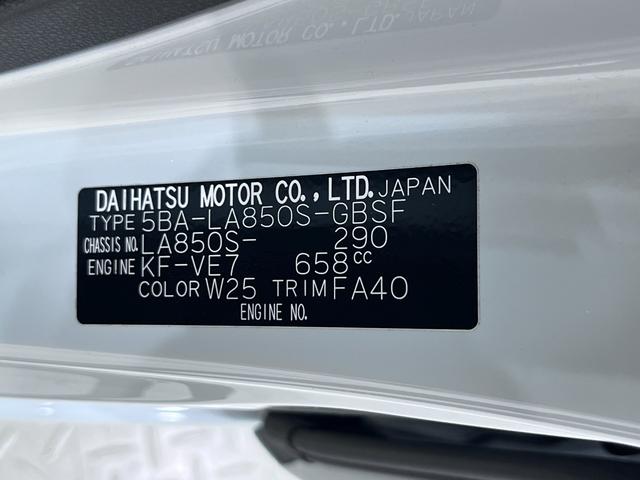 DAIHATSU MOTOR CO., LTD. JAPAN
TYPE 5BA-LA850S-GBSF
CHASSIS NO. LA850S- 290
ENGINE KF-VE7 658cc
COLOR W25 TRIM FA40
ENGINE NO.